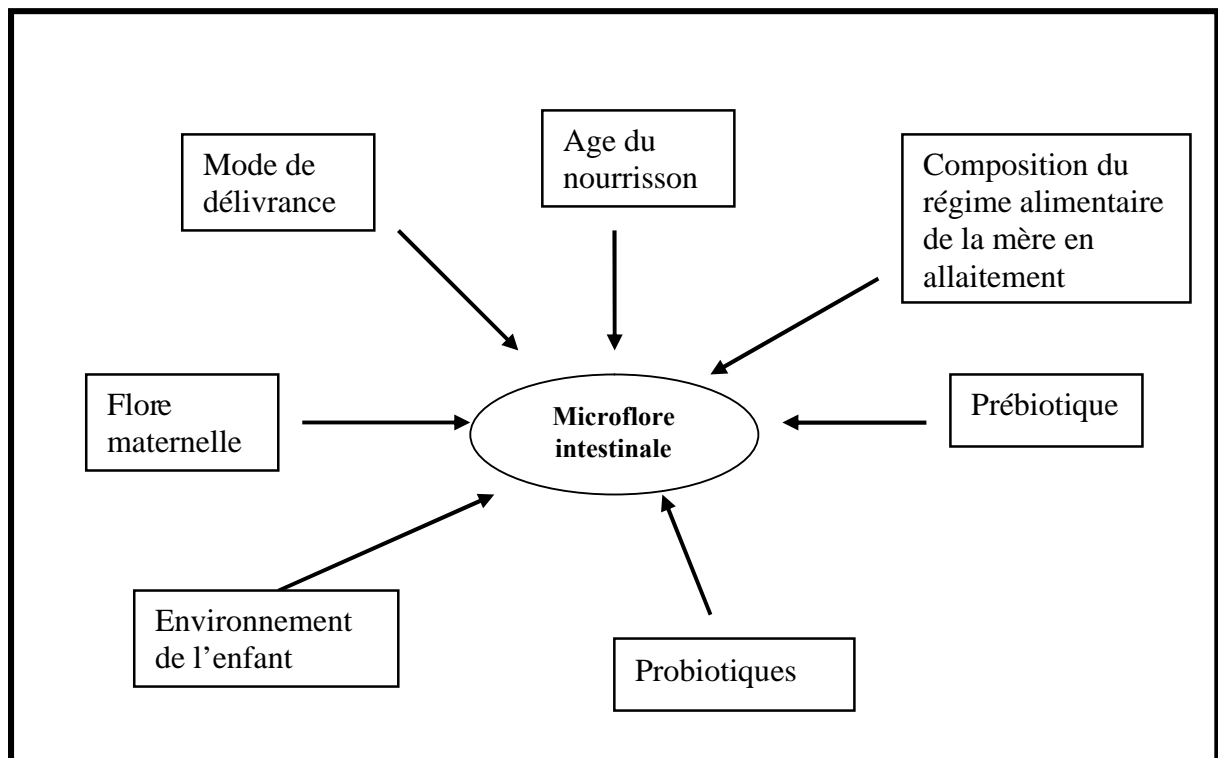 Mode de
délivrance
Age du
nourrisson
Composition du
régime alimentaire
de la mère en
allaitement
Flore
maternelle
Microflore
intestinale
Prébiotique
Environnement
de l’enfant
Probiotiques